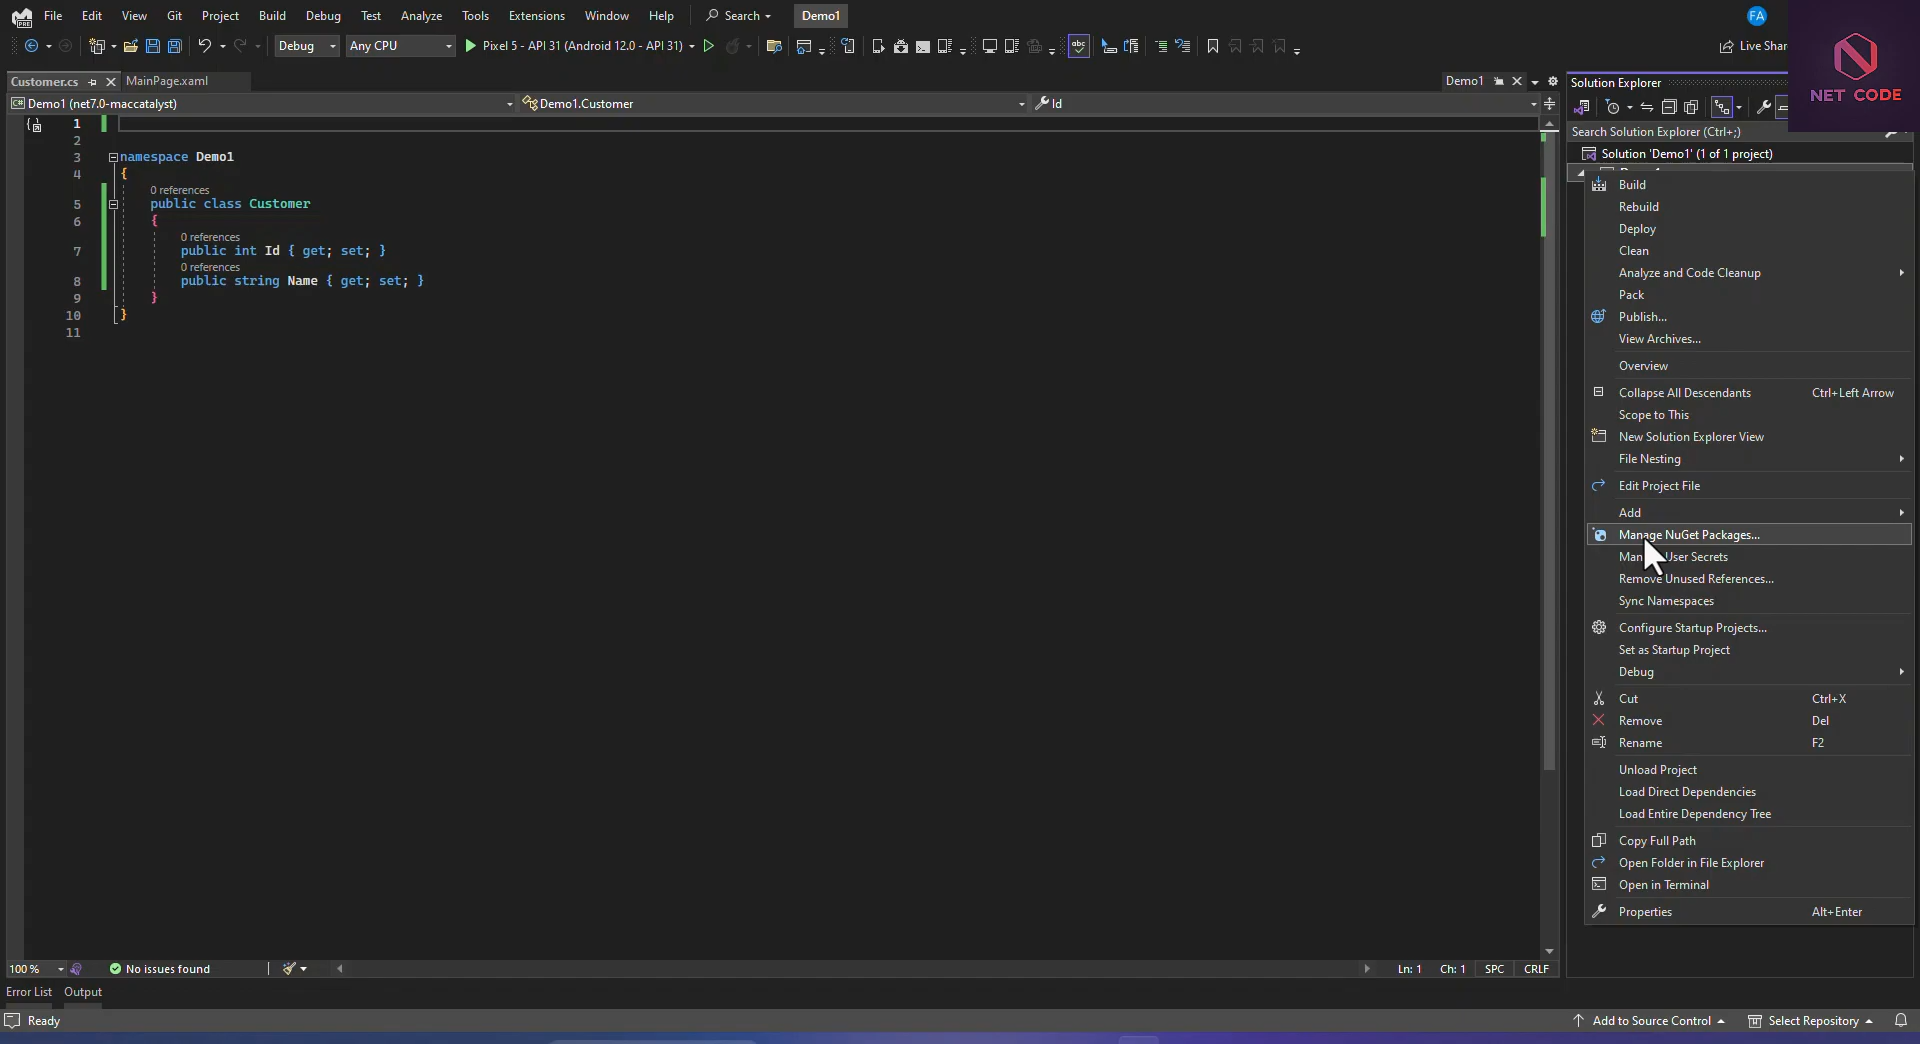 File Edit View Git Project Build Debug Test Analyze Tools Extensions Window Help Search Demo1 FA
Debug Any CPU Pixel 5 - API 31 (Android 12.0 - API 31) abc Live Shar
NET CODE
Customer.cs MainPage.xaml Demo1
Solution Explorer
C# Demo1 (net7.0-maccatalyst) Demo1.Customer Id
Search Solution Explorer (Ctrl+;)
Solution 'Demo1' (1 of 1 project)
1
2
3 namespace Demo1
4 {
0 references
5 public class Customer
6 {
0 references
7 public int Id { get; set; }
0 references
8 public string Name { get; set; }
9 }
10 }
11
Build
Rebuild
Deploy
Clean
Analyze and Code Cleanup
Pack
Publish...
View Archives...
Overview
Collapse All Descendants Ctrl+Left Arrow
Scope to This
New Solution Explorer View
File Nesting
Edit Project File
Add
Manage NuGet Packages...
User Secrets
Remove Unused References...
Sync Namespaces
Configure Startup Projects...
Set as Startup Project
Debug
Cut Ctrl+X
Remove Del
Rename F2
Unload Project
Load Direct Dependencies
Load Entire Dependency Tree
Copy Full Path
Open Folder in File Explorer
Open in Terminal
Properties Alt+Enter
100 % No issues found Ln: 1 Ch: 1 SPC CRLF
Error List Output
Ready Add to Source Control Select Repository